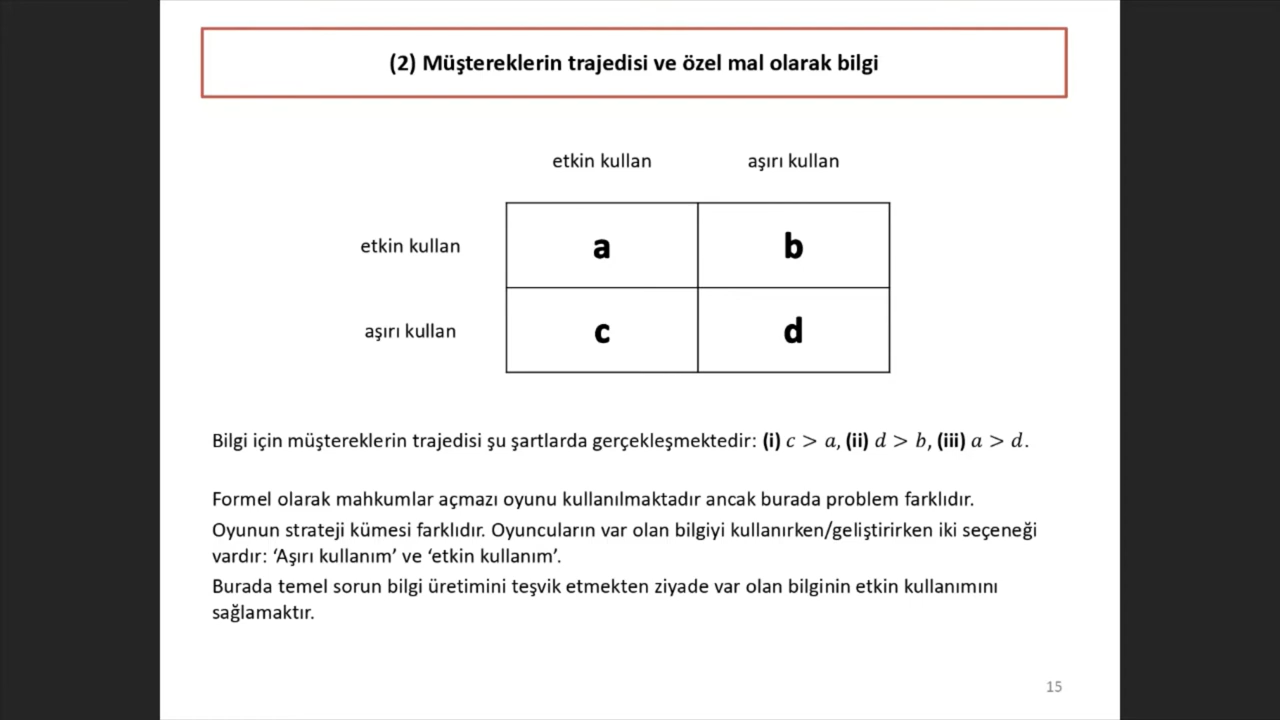 (2) Müştereklerin trajedisi ve özel mal olarak bilgi
etkin kullan aşırı kullan
etkin kullan a b
aşırı kullan c d
Bilgi için müştereklerin trajedisi şu şartlarda gerçekleşmektedir: (i) c > a, (ii) d > b, (iii) a > d.
Formel olarak mahkumlar açmazı oyunu kullanılmaktadır ancak burada problem farklıdır.
Oyunun strateji kümesi farklıdır. Oyuncuların var olan bilgiyi kullanırken/geliştirirken iki seçeneği
vardır: ‘Aşırı kullanım’ ve ‘etkin kullanım’.
Burada temel sorun bilgi üretimini teşvik etmekten ziyade var olan bilginin etkin kullanımını
sağlamaktır.
15